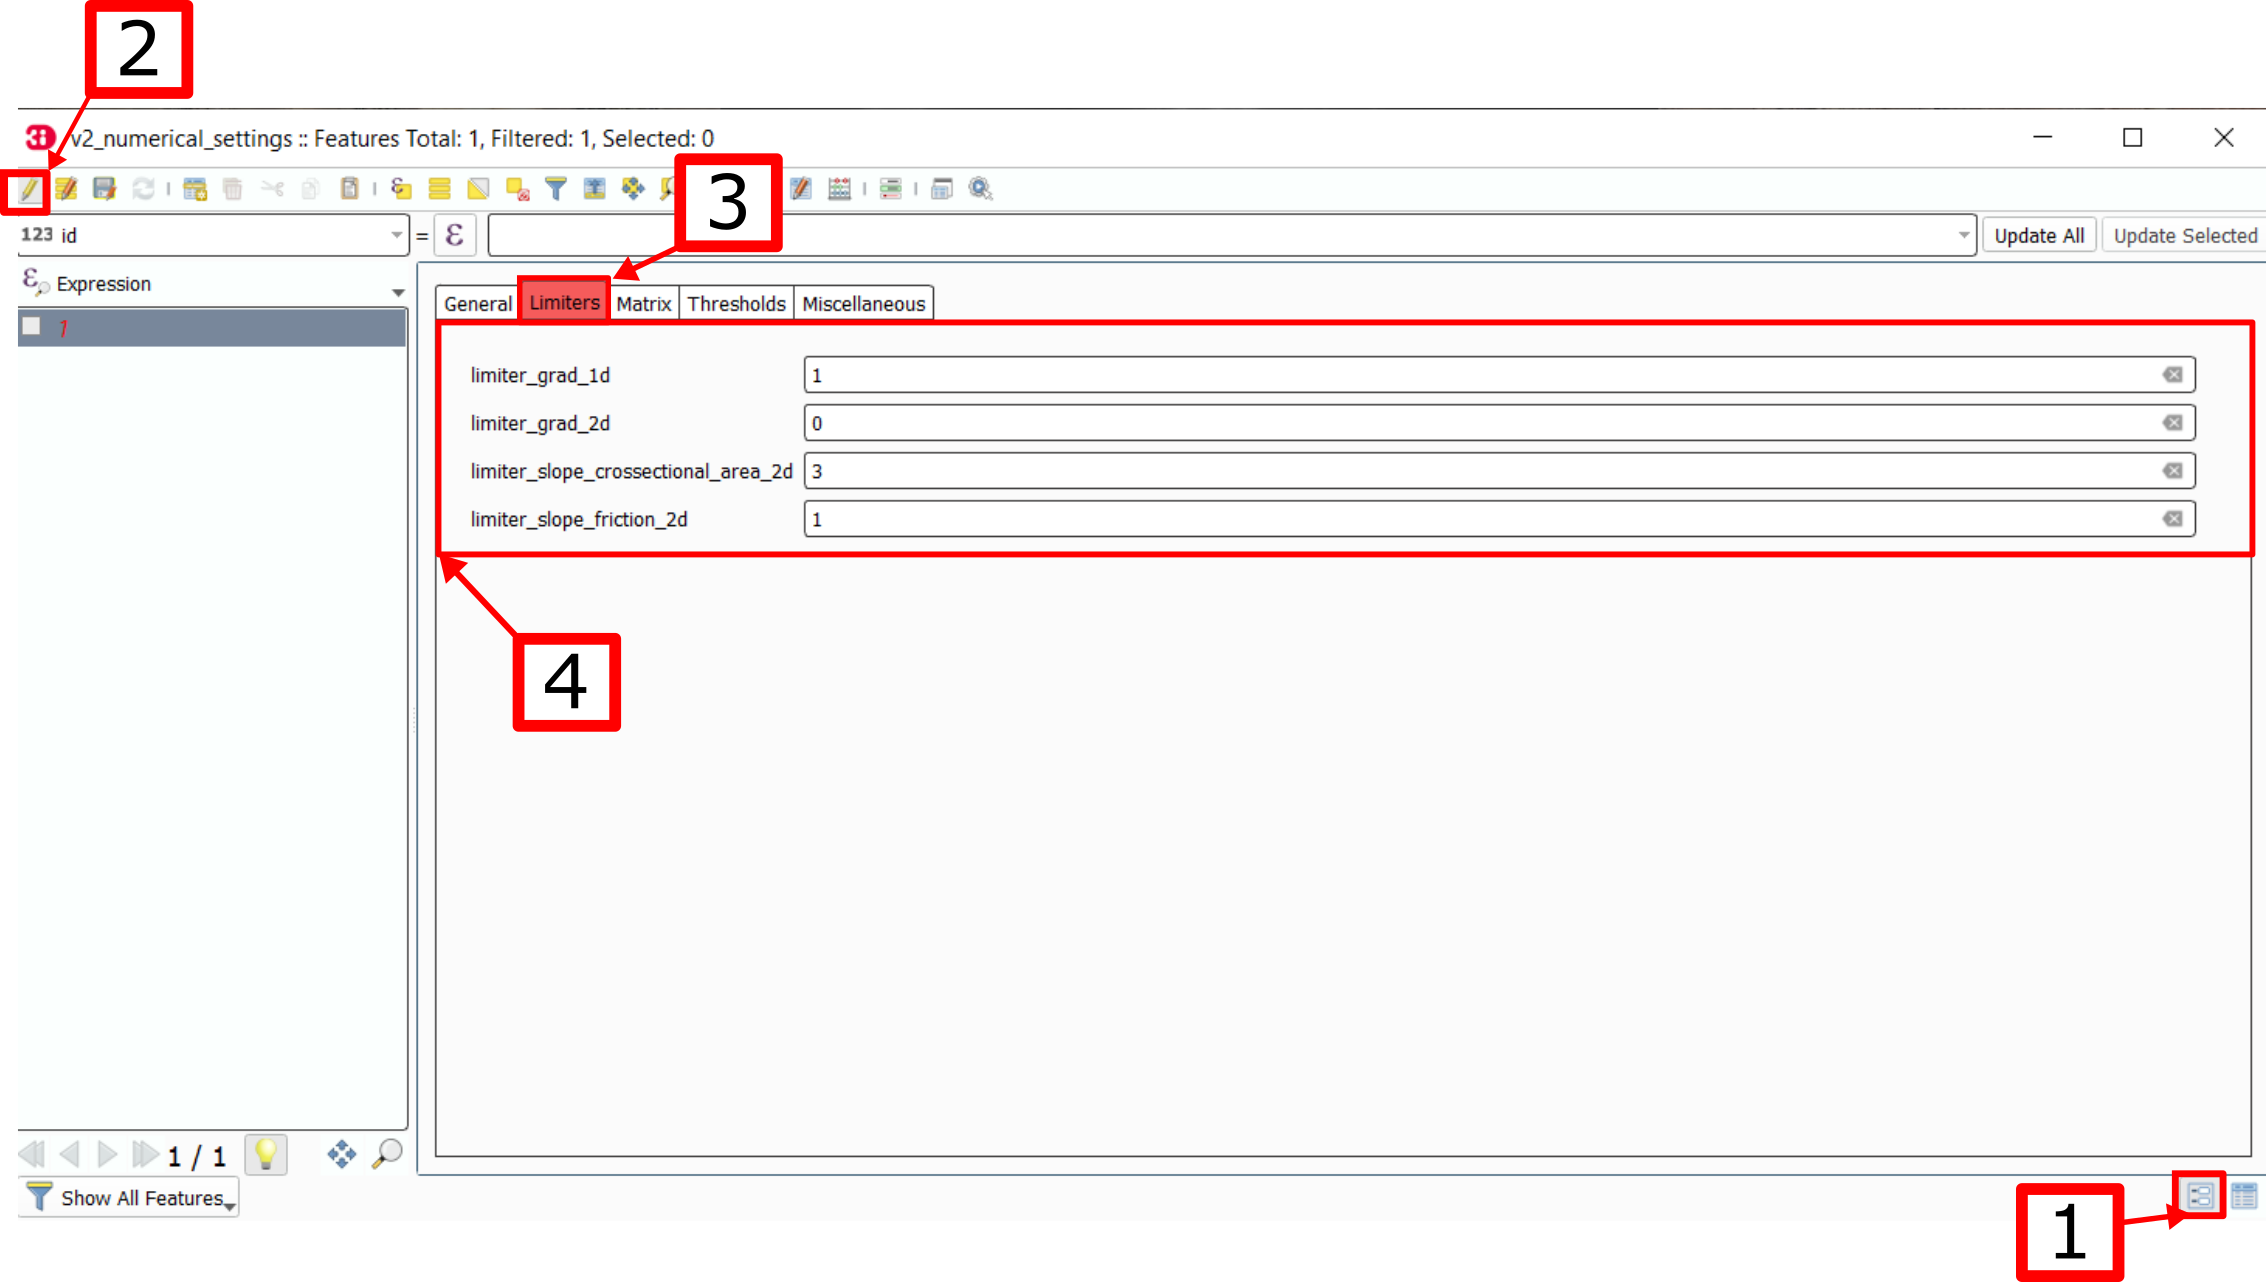 2
3i v2_numerical_settings :: Features Total: 1, Filtered: 1, Selected: 0
3
123 id = ε Update All Update Selected
ε Expression
General Limiters Matrix Thresholds Miscellaneous
1
limiter_grad_1d 1
limiter_grad_2d 0
limiter_slope_crossectional_area_2d 3
limiter_slope_friction_2d 1
4
1 / 1
Show All Features
1